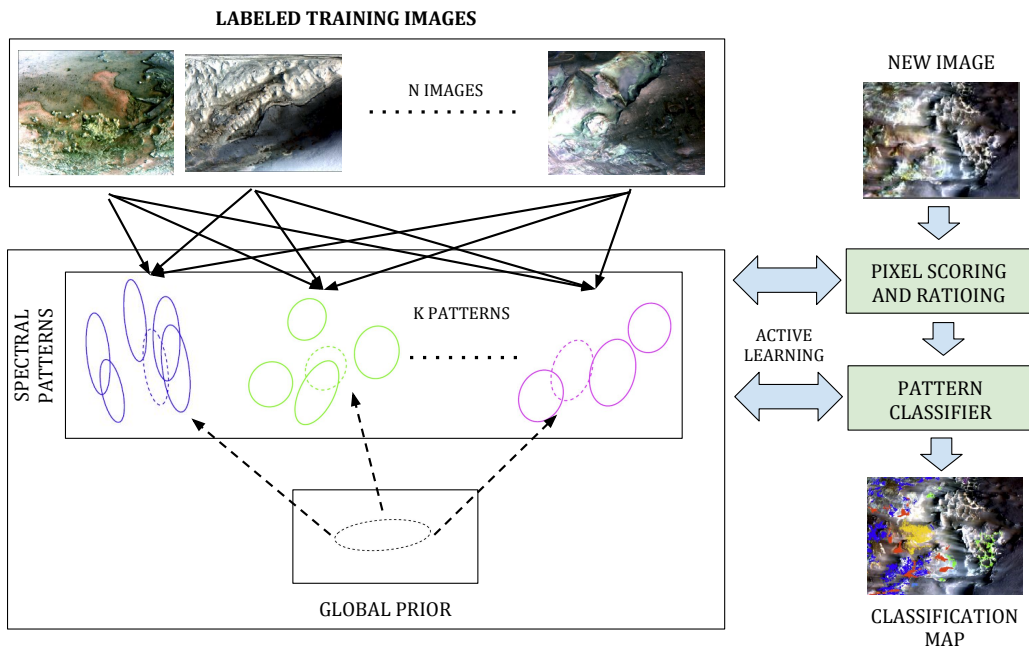 LABELED TRAINING IMAGES
N IMAGES
NEW IMAGE
SPECTRAL
PATTERNS
K PATTERNS
GLOBAL PRIOR
ACTIVE
LEARNING
PIXEL SCORING
AND RATIOING
PATTERN
CLASSIFIER
CLASSIFICATION
MAP